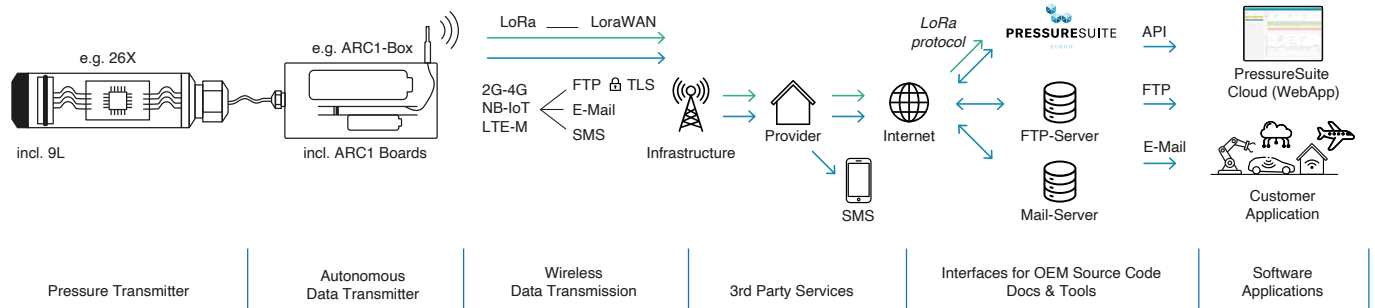 e.g. 26X
incl. 9L
e.g. ARC1-Box
incl. ARC1 Boards
LoRa ____ LoraWAN
2G-4G
NB-IoT
LTE-M
FTP TLS
E-Mail
SMS
Infrastructure
Provider
SMS
Internet
LoRa
protocol
PRESSURESUITE
CLOUD
FTP-Server
Mail-Server
API
FTP
E-Mail
PressureSuite
Cloud (WebApp)
Customer
Application
Pressure Transmitter
Autonomous
Data Transmitter
Wireless
Data Transmission
3rd Party Services
Interfaces for OEM Source Code
Docs & Tools
Software
Applications